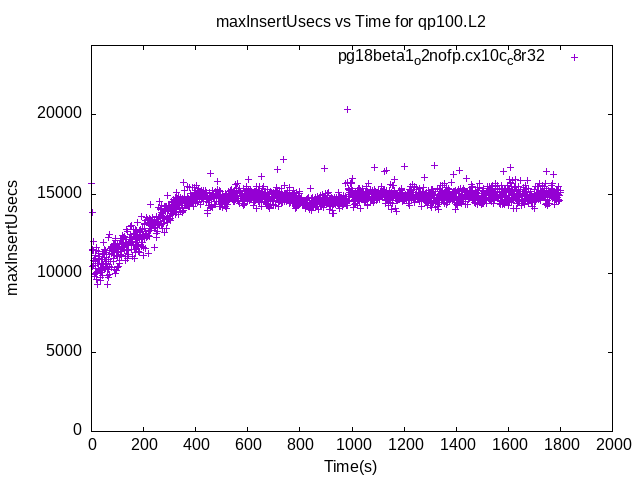 maxInsertUsecs vs Time for qp100.L2
pg18beta1o2nofp.cx10cc8r32
20000
15000
10000
5000
0
maxInsertUsecs
0 200 400 600 800 1000 1200 1400 1600 1800 2000
Time(s)